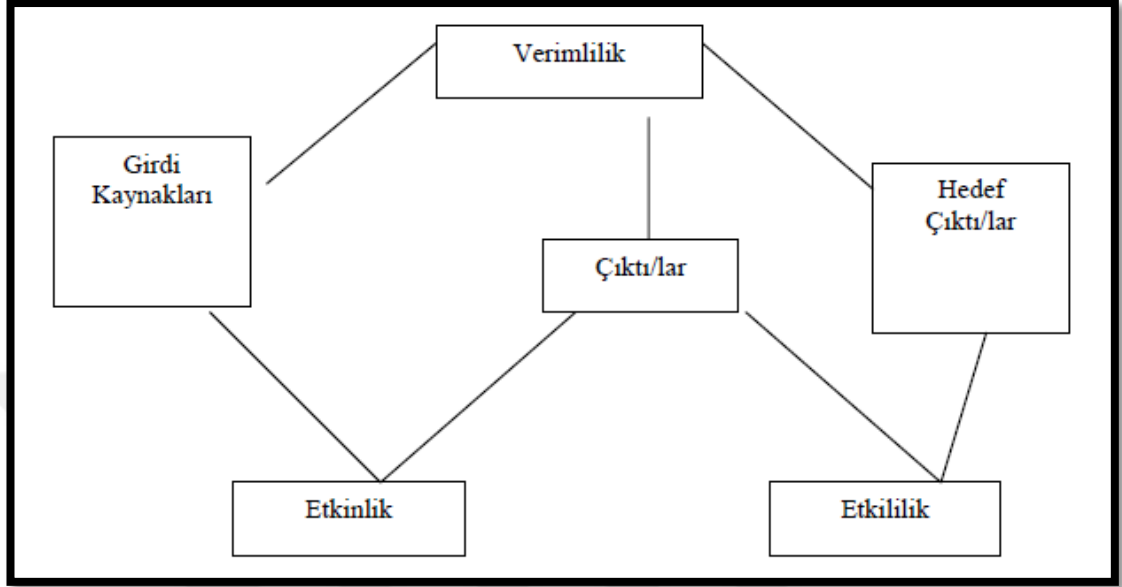 Verimlilik
Girdi
Kaynakları
Hedef
Çıktı/lar
Çıktı/lar
Etkinlik
Etkililik